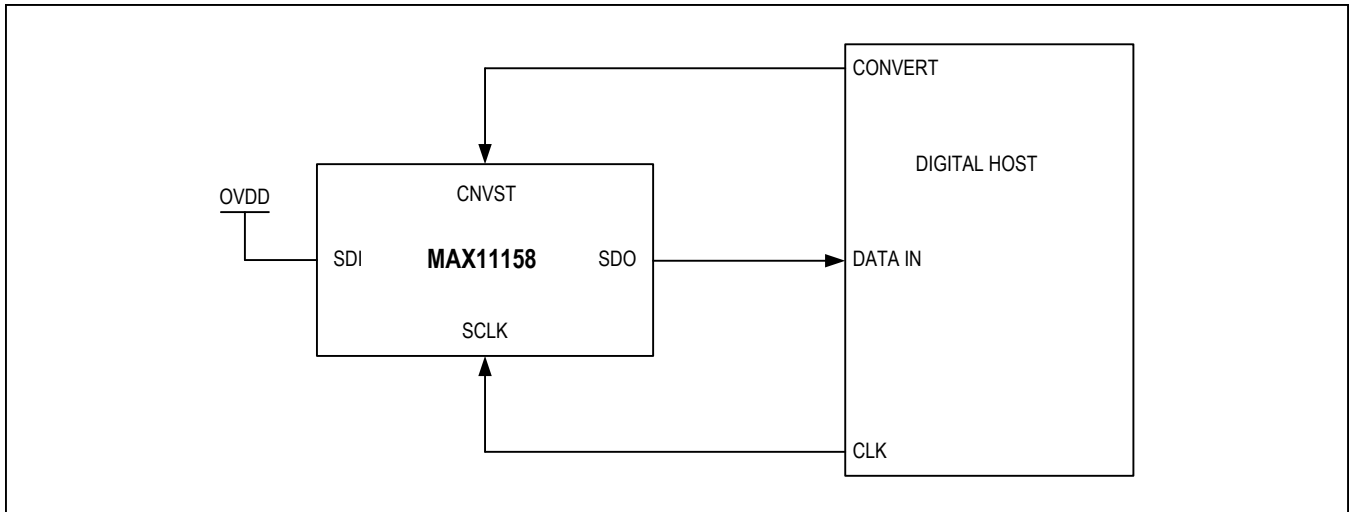 CONVERT
DIGITAL HOST
CNVST
OVDD
SDI
MAX11158
SDO
DATA IN
SCLK
CLK